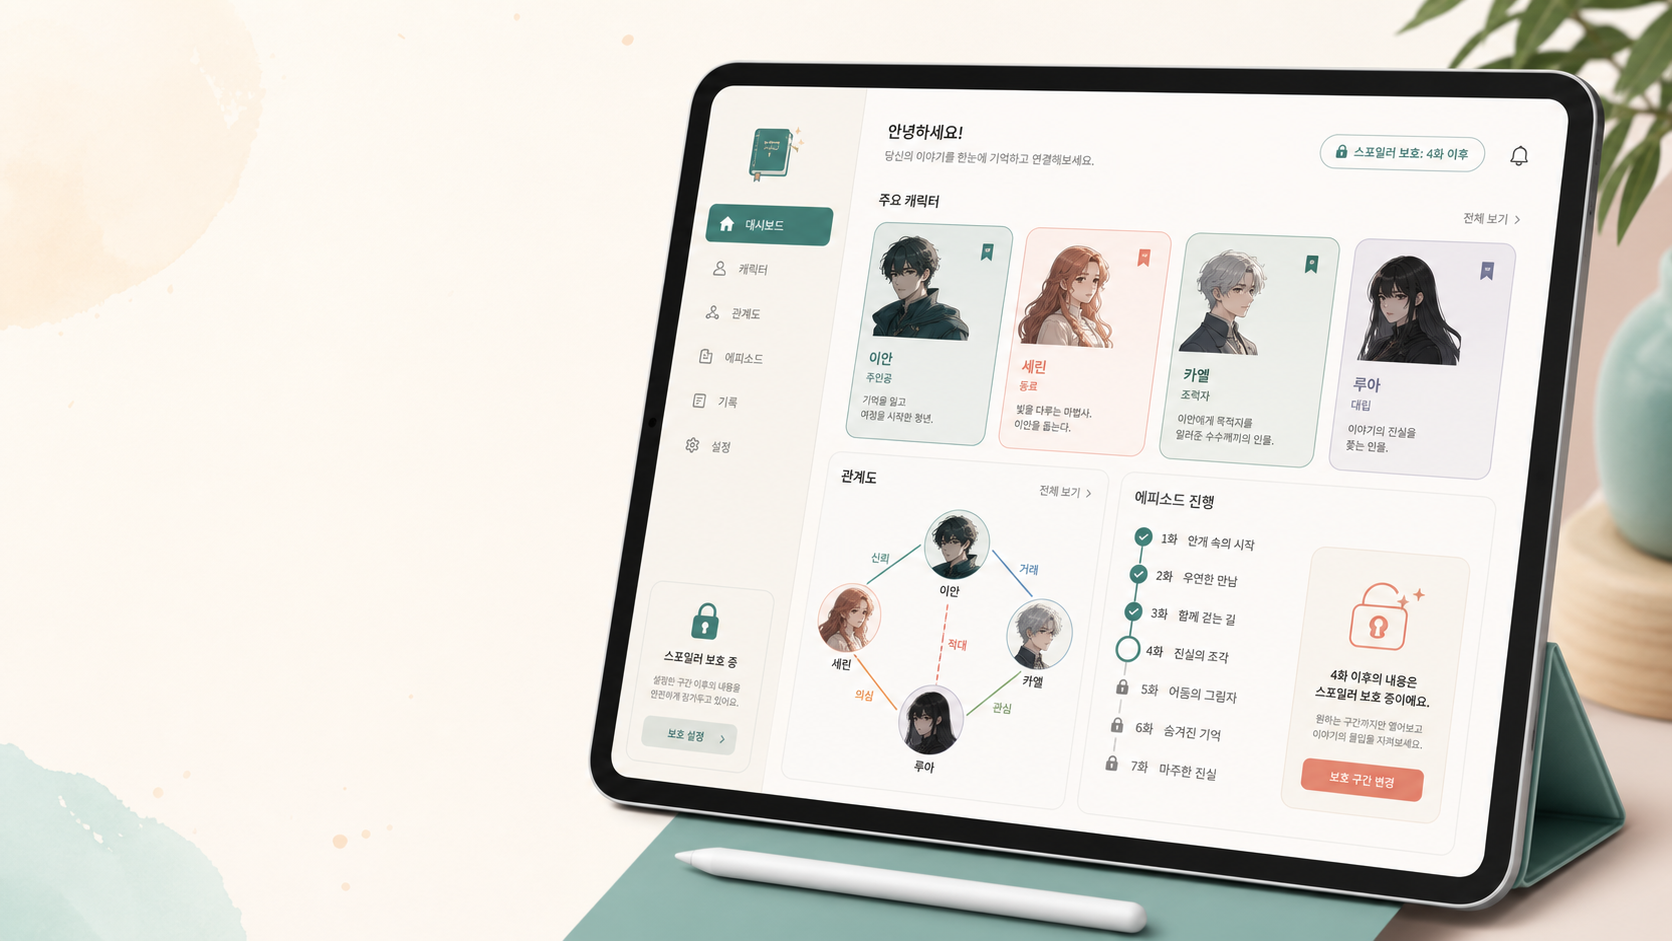 안녕하세요!
당신의 이야기를 한눈에 기억하고 연결해보세요.
스포일러 보호: 4화 이후
대시보드
캐릭터
관계도
에피소드
기록
설정
스포일러 보호 중
설정한 구간 이후의 내용을
안전하게 잠가두고 있어요.
보호 설정
주요 캐릭터
전체 보기
이안
주인공
기억을 잃고
여정을 시작한 청년.
세린
동료
빛을 다루는 마법사.
이안을 돕는다.
카엘
조력자
이안에게 목적지를
알려준 수수께끼의 인물.
루아
대립
이야기의 진실을
쫓는 인물.
관계도
전체 보기
신뢰
거래
이안
적대
세린
카엘
의심
관심
루아
에피소드 진행
1화 안개 속의 시작
2화 우연한 만남
3화 함께 걷는 길
4화 진실의 조각
5화 어둠의 그림자
6화 숨겨진 기억
7화 마주한 진실
4화 이후의 내용은
스포일러 보호 중이에요.
원하는 구간까지만 열어보고
이야기의 몰입을 지켜보세요.
보호 구간 변경